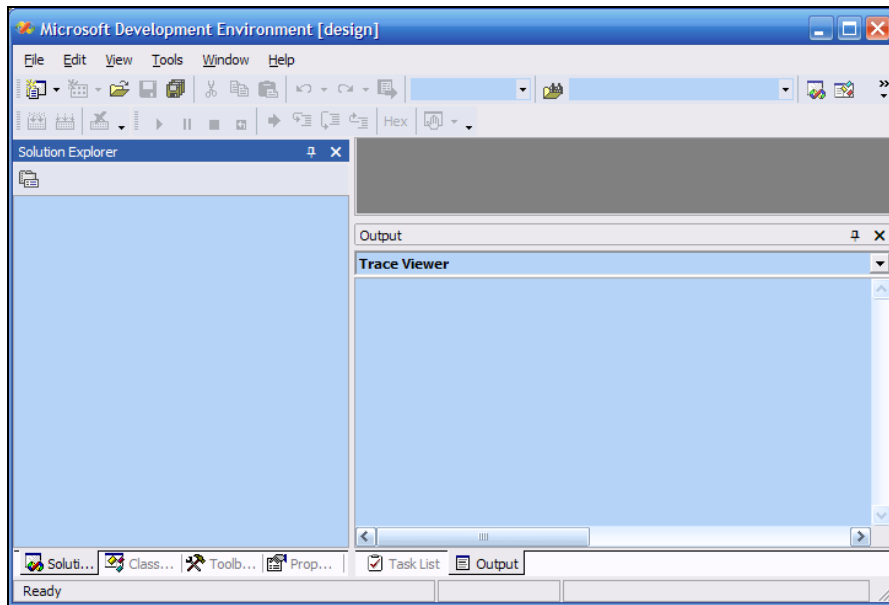 Microsoft Development Environment [design]
File Edit View Tools Window Help
Hex
Solution Explorer
Output
Trace Viewer
Soluti... Class... Toolb... Prop... Task List Output
Ready